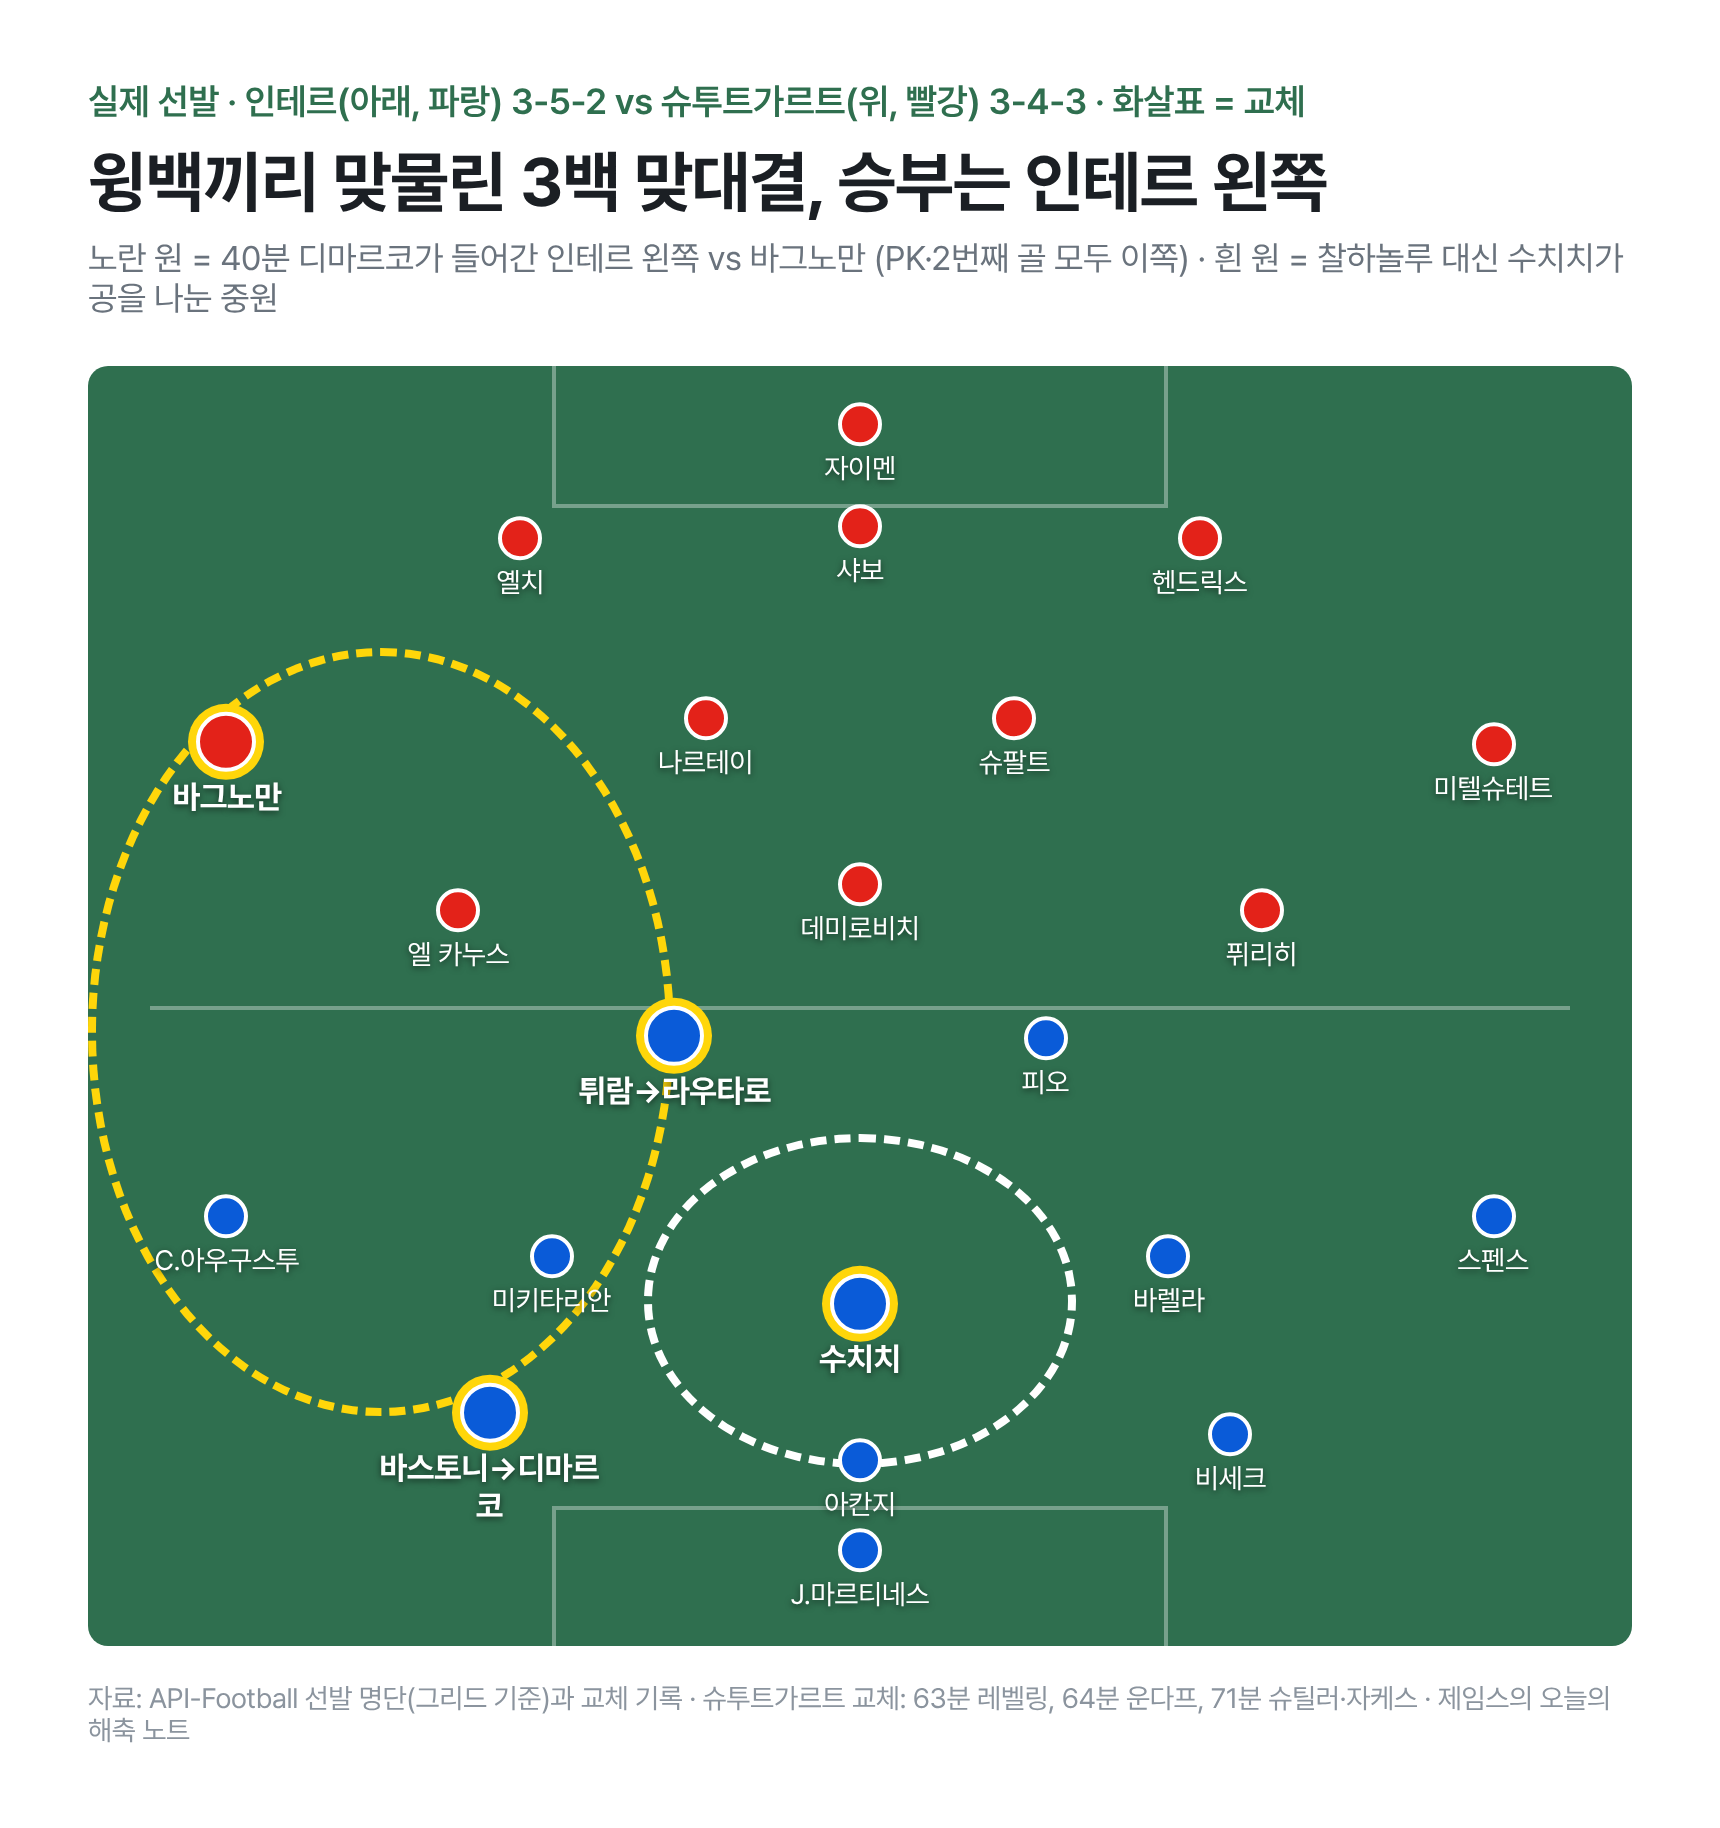 실제 선발 · 인테르(아래, 파랑) 3-5-2 vs 슈투트가르트(위, 빨강) 3-4-3 · 화살표 = 교체
윙백끼리 맞물린 3백 맞대결, 승부는 인테르 왼쪽
노란 원 = 40분 디마르코가 들어간 인테르 왼쪽 vs 바그노만 (PK·2번째 골 모두 이쪽) · 흰 원 = 찰하놀루 대신 수치치가
공을 나눈 중원
자이멘
옐치
샤보
헨드릭스
바그노만
나르테이
슈팔트
미텔슈테트
엘 카누스
데미로비치
퓌리히
튀람→라우타로
피오
C.아우구스투
미키타리안
수치치
바렐라
스펜스
바스토니→디마르
코
아칸지
비세크
J.마르티네스
자료: API-Football 선발 명단(그리드 기준)과 교체 기록 · 슈투트가르트 교체: 63분 레벨링, 64분 운다프, 71분 슈틸러·자케스 · 제임스의 오늘의
해축 노트